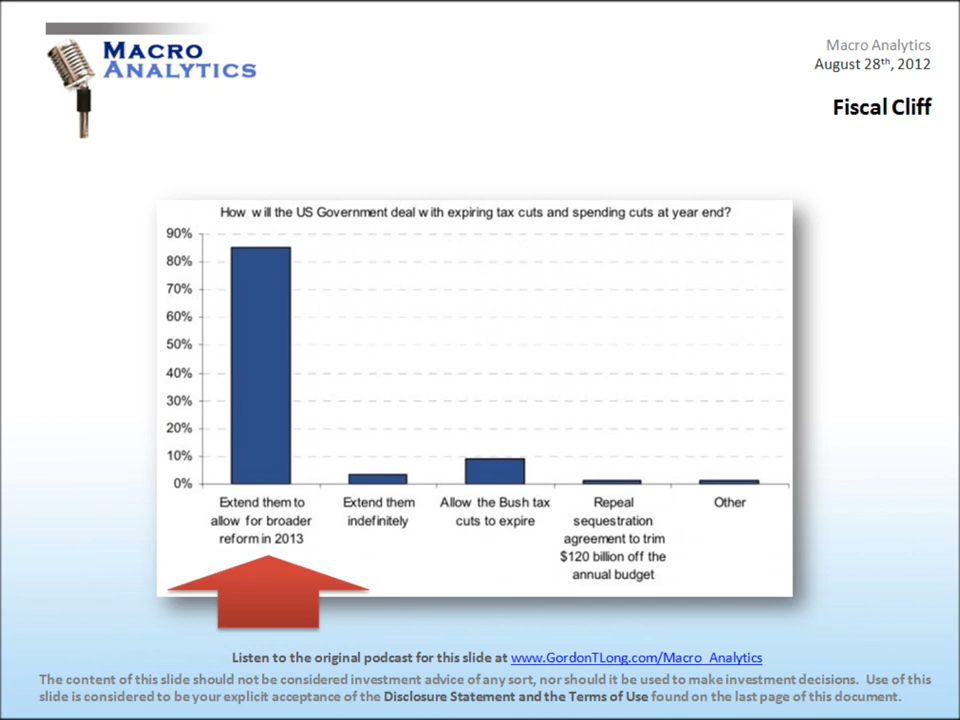 MACRO
ANALYTICS
Macro Analytics
August 28th, 2012
Fiscal Cliff
How will the US Government deal with expiring tax cuts and spending cuts at year end?
90%
80%
70%
60%
50%
40%
30%
20%
10%
0%
Extend them to
allow for broader
reform in 2013
Extend them
indefinitely
Allow the Bush tax
cuts to expire
Repeal
sequestration
agreement to trim
$120 billion off the
annual budget
Other
Listen to the original podcast for this slide at www.GordonTLong.com/Macro_Analytics
The content of this slide should not be considered investment advice of any sort, nor should it be used to make investment decisions. Use of this
slide is considered to be your explicit acceptance of the Disclosure Statement and the Terms of Use found on the last page of this document.